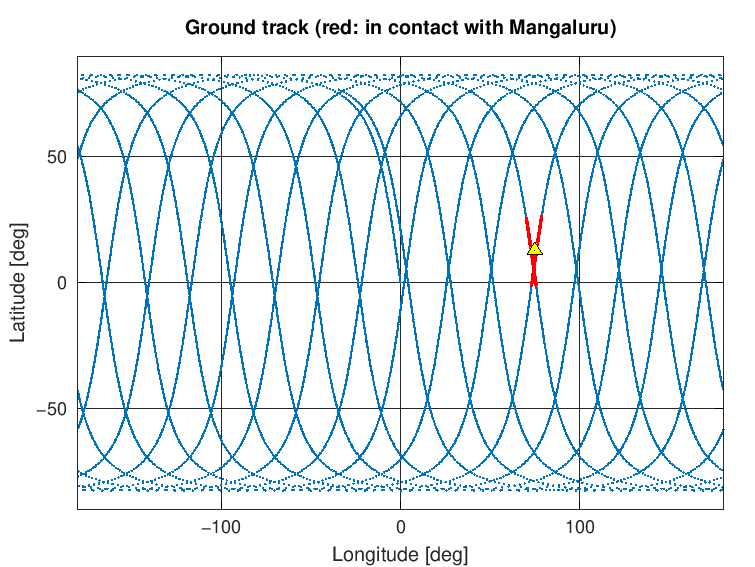 Ground track (red: in contact with Mangaluru)
50
0
−50
Latitude [deg]
−100
0
100
Longitude [deg]